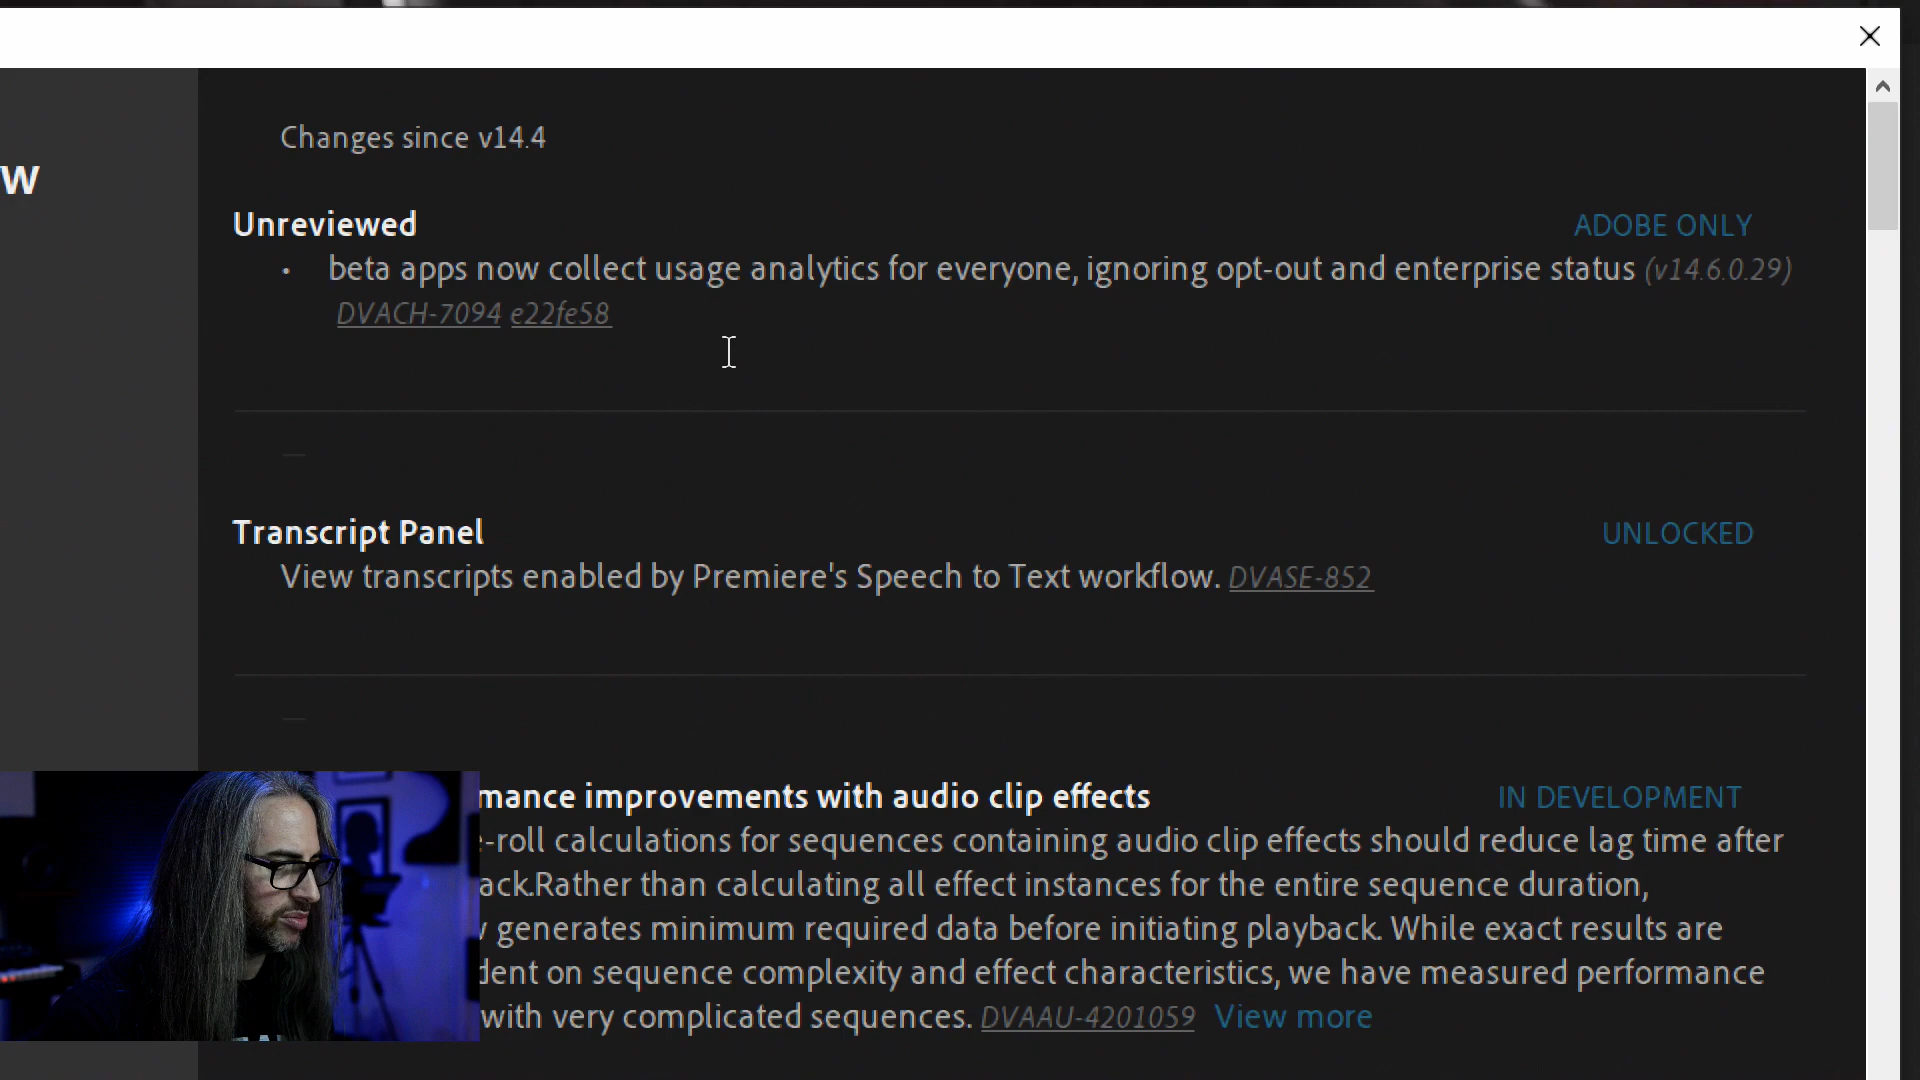 Changes since v14.4
w
Unreviewed ADOBE ONLY
• beta apps now collect usage analytics for everyone, ignoring opt-out and enterprise status (v14.6.0.29)
DVACH-7094 e22fe58
—
Transcript Panel UNLOCKED
View transcripts enabled by Premiere's Speech to Text workflow. DVASE-852
—
mance improvements with audio clip effects IN DEVELOPMENT
-roll calculations for sequences containing audio clip effects should reduce lag time after
ack.Rather than calculating all effect instances for the entire sequence duration,
generates minimum required data before initiating playback. While exact results are
dent on sequence complexity and effect characteristics, we have measured performance
with very complicated sequences. DVAAU-4201059 View more